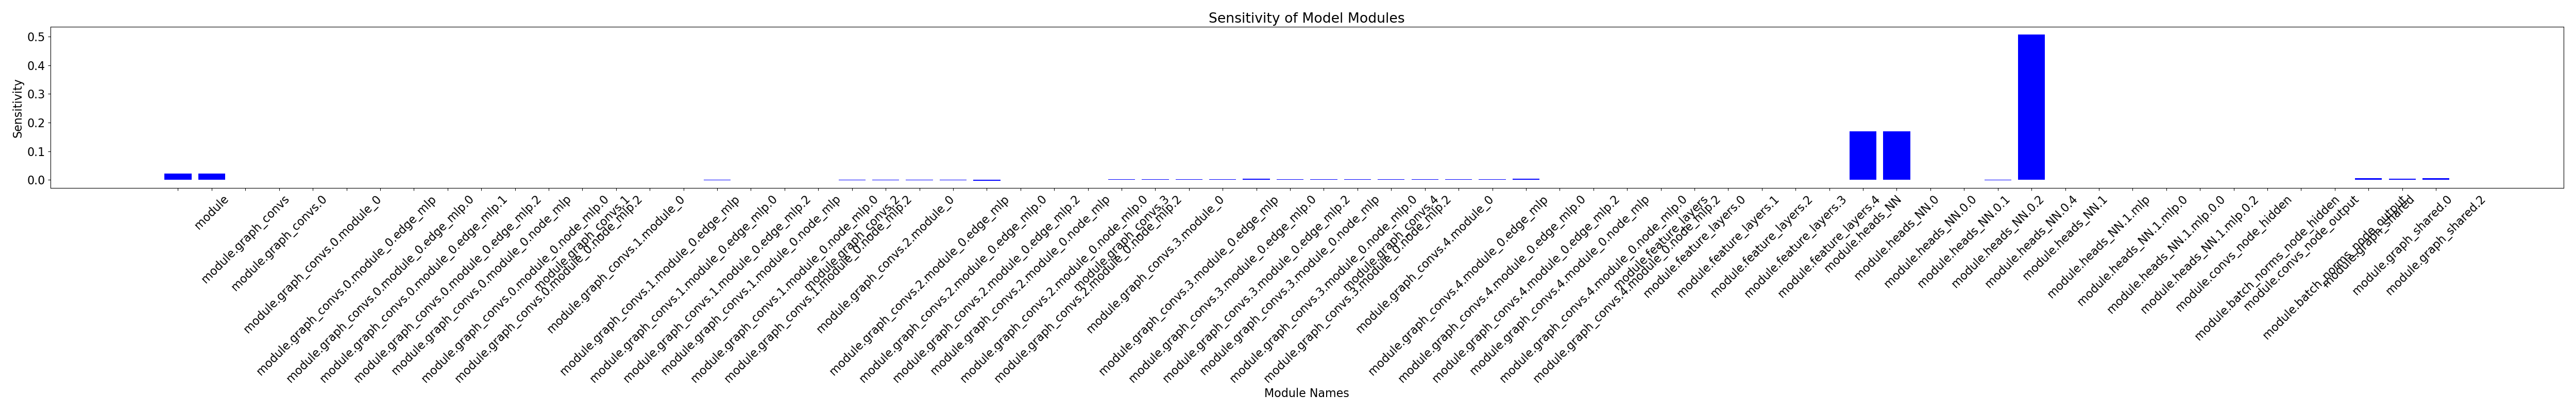 Sensitivity of Model Modules
Sensitivity
0.5
0.4
0.3
0.2
0.1
0.0
module
module.graph_convs
module.graph_convs.0
module.graph_convs.0.module_0
module.graph_convs.0.module_0.edge_mlp
module.graph_convs.0.module_0.edge_mlp.0
module.graph_convs.0.module_0.edge_mlp.1
module.graph_convs.0.module_0.edge_mlp.2
module.graph_convs.0.module_0.node_mlp
module.graph_convs.0.module_0.node_mlp.0
module.graph_convs.0.module_0.node_mlp.2
module.graph_convs.1
module.graph_convs.1.module_0
module.graph_convs.1.module_0.edge_mlp
module.graph_convs.1.module_0.edge_mlp.0
module.graph_convs.1.module_0.edge_mlp.2
module.graph_convs.1.module_0.node_mlp
module.graph_convs.1.module_0.node_mlp.0
module.graph_convs.1.module_0.node_mlp.2
module.graph_convs.2
module.graph_convs.2.module_0
module.graph_convs.2.module_0.edge_mlp
module.graph_convs.2.module_0.edge_mlp.0
module.graph_convs.2.module_0.edge_mlp.2
module.graph_convs.2.module_0.node_mlp
module.graph_convs.2.module_0.node_mlp.0
module.graph_convs.2.module_0.node_mlp.2
module.graph_convs.3
module.graph_convs.3.module_0
module.graph_convs.3.module_0.edge_mlp
module.graph_convs.3.module_0.edge_mlp.0
module.graph_convs.3.module_0.edge_mlp.2
module.graph_convs.3.module_0.node_mlp
module.graph_convs.3.module_0.node_mlp.0
module.graph_convs.3.module_0.node_mlp.2
module.graph_convs.4
module.graph_convs.4.module_0
module.graph_convs.4.module_0.edge_mlp
module.graph_convs.4.module_0.edge_mlp.0
module.graph_convs.4.module_0.edge_mlp.2
module.graph_convs.4.module_0.node_mlp
module.graph_convs.4.module_0.node_mlp.0
module.graph_convs.4.module_0.node_mlp.2
module.feature_layers
module.feature_layers.0
module.feature_layers.1
module.feature_layers.2
module.feature_layers.3
module.feature_layers.4
module.heads_NN
module.heads_NN.0
module.heads_NN.0.0
module.heads_NN.0.1
module.heads_NN.0.2
module.heads_NN.0.4
module.heads_NN.1
module.heads_NN.1.mlp
module.heads_NN.1.mlp.0
module.heads_NN.1.mlp.0.0
module.heads_NN.1.mlp.0.2
module.convs_node_hidden
module.batch_norms_node_hidden
module.convs_node_output
module.batch_norms_node_output
module.graph_shared
module.graph_shared.0
module.graph_shared.2
Module Names